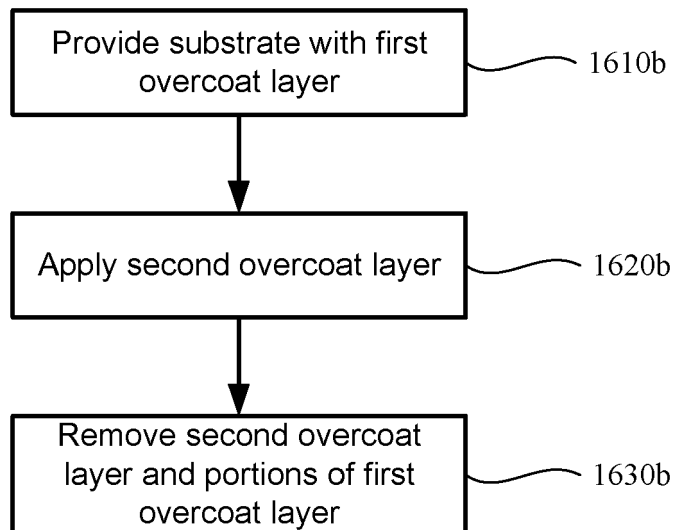 Provide substrate with first
overcoat layer
1610b
Apply second overcoat layer
1620b
Remove second overcoat
layer and portions of first
overcoat layer
1630b